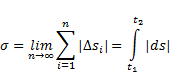 σ = lim_{n→∞} ∑_{i=1}^{n} |Δs_i| = ∫_{t_1}^{t_2} |ds|